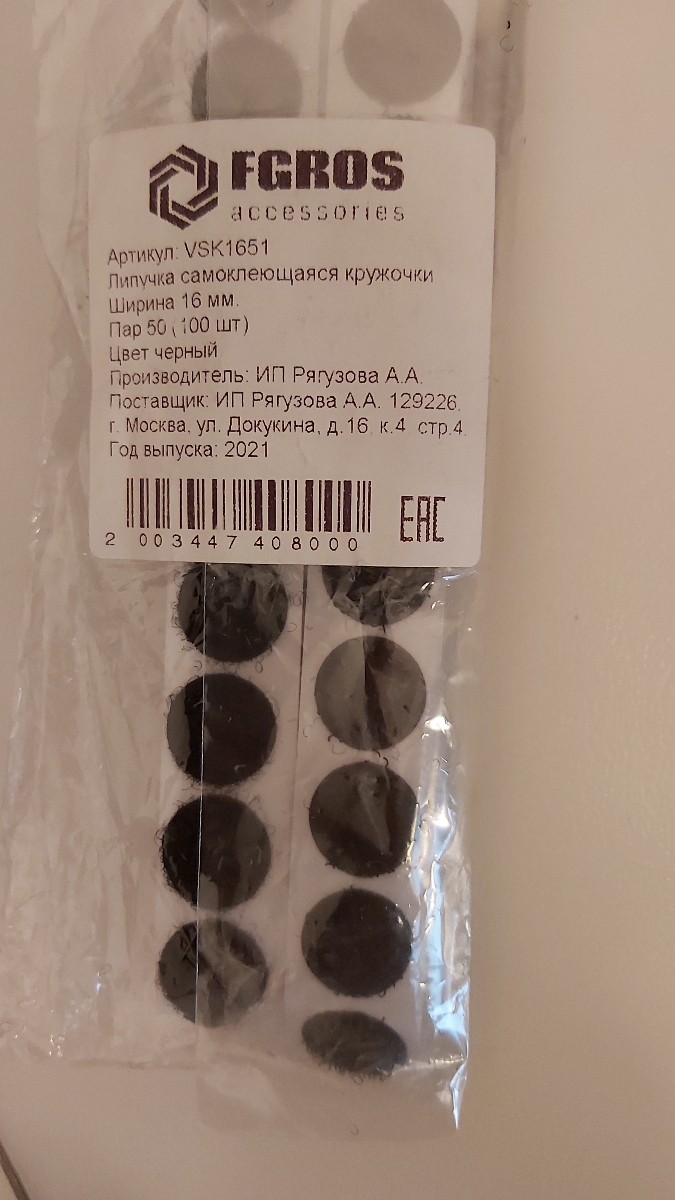 FGROS
accessories
Артикул: VSK1651
Липучка самоклеющаяся кружочки
Ширина 16 мм.
Пар 50 (100 шт)
Цвет черный
Производитель: ИП Рягузова А.А.
Поставщик: ИП Рягузова А.А. 129226,
г. Москва, ул. Докукина, д.16, к.4 стр.4.
Год выпуска: 2021
EAC
2 003447 408000